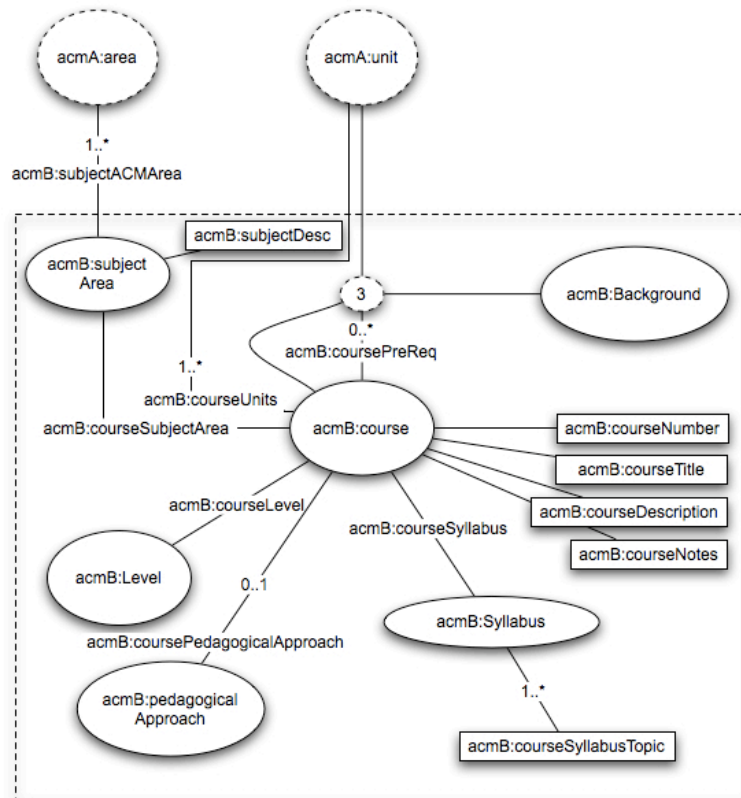 acmA:area
acmA:unit
1..*
acmB:subjectACMArea
acmB:subjectDesc
acmB:subject
Area
3
acmB:Background
0..*
acmB:coursePreReq
1..*
acmB:courseUnits
acmB:courseSubjectArea
acmB:course
acmB:courseNumber
acmB:courseTitle
acmB:courseDescription
acmB:courseNotes
acmB:courseLevel
acmB:courseSyllabus
acmB:Level
0..1
acmB:Syllabus
acmB:coursePedagogicalApproach
acmB:pedagogical
Approach
1..*
acmB:courseSyllabusTopic